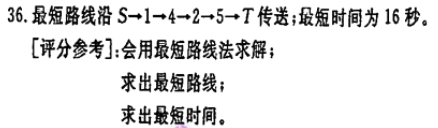 36.最短路线沿 S→1→4→2→5→T 传送;最短时间为 16 秒。
[评分参考]:会用最短路线法求解;
求出最短路线;
求出最短时间。